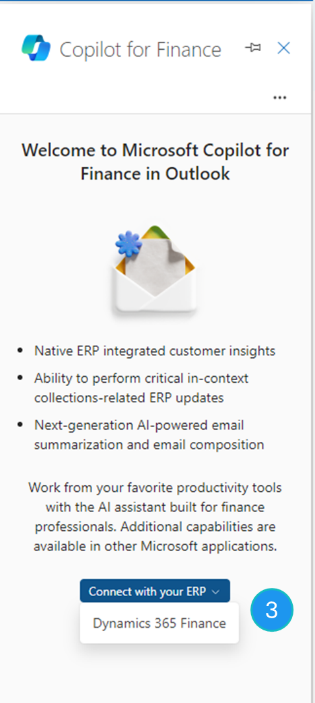 Copilot for Finance
...
Welcome to Microsoft Copilot for
Finance in Outlook
• Native ERP integrated customer insights
• Ability to perform critical in-context
collections-related ERP updates
• Next-generation AI-powered email
summarization and email composition
Work from your favorite productivity tools
with the AI assistant built for finance
professionals. Additional capabilities are
available in other Microsoft applications.
Connect with your ERP
Dynamics 365 Finance
3